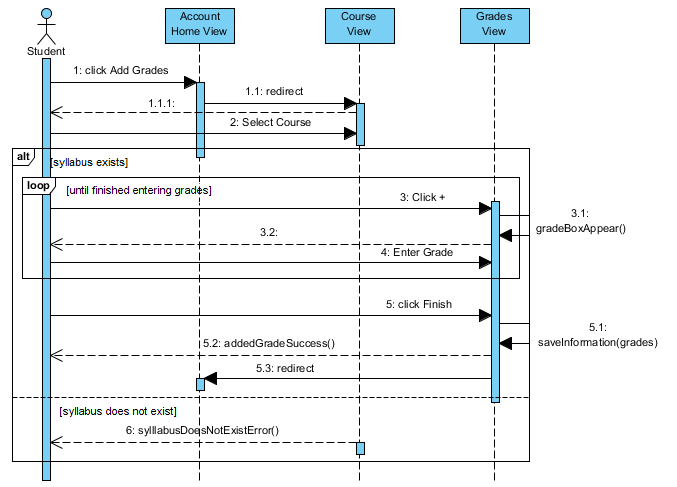 Account
Home View
Course
View
Grades
View
Student
1: click Add Grades
1.1: redirect
1.1.1:
2: Select Course
alt
[syllabus exists]
loop
[until finished entering grades]
3: Click +
3.1:
gradeBoxAppear()
3.2:
4: Enter Grade
5: click Finish
5.1:
saveInformation(grades)
5.2: addedGradeSuccess()
5.3: redirect
[syllabus does not exist]
6: sylllabusDoesNotExistError()